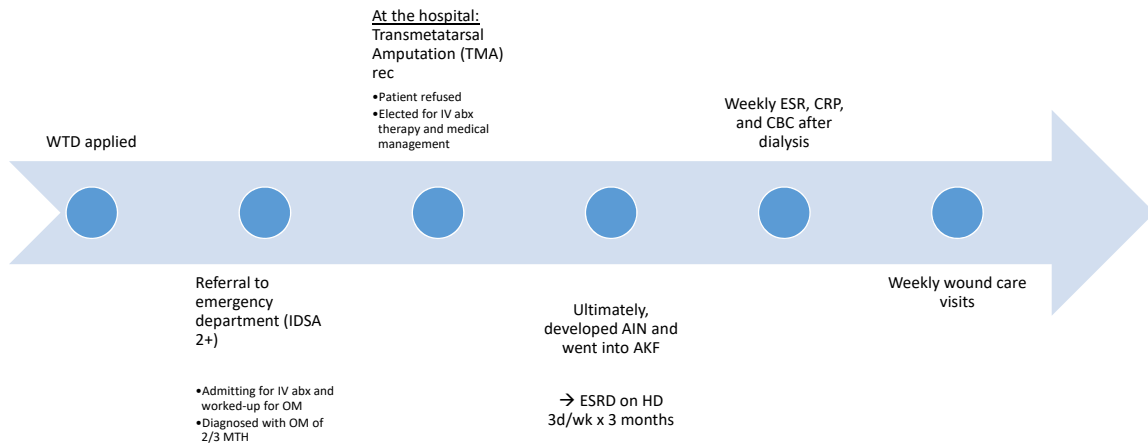 WTD applied
Referral to
emergency
department (IDSA
2+)
•Admitting for IV abx and
worked-up for OM
•Diagnosed with OM of
2/3 MTH
At the hospital:
Transmetatarsal
Amputation (TMA)
rec
•Patient refused
•Elected for IV abx
therapy and medical
management
Ultimately,
developed AIN and
went into AKF
→ ESRD on HD
3d/wk x 3 months
Weekly ESR, CRP,
and CBC after
dialysis
Weekly wound care
visits